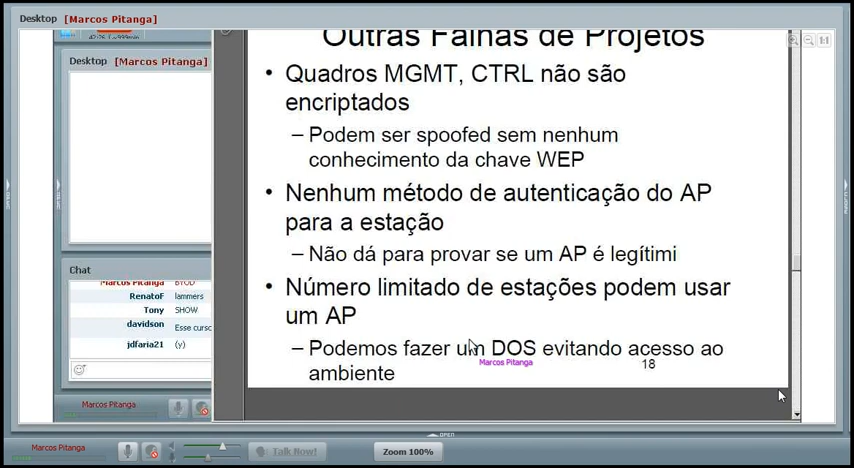 Desktop [Marcos Pitanga]
Desktop [Marcos Pitanga]
Outras Falhas de Projetos
• Quadros MGMT, CTRL não são
encriptados
– Podem ser spoofed sem nenhum
conhecimento da chave WEP
• Nenhum método de autenticação do AP
para a estação
– Não dá para provar se um AP é legítimi
• Número limitado de estações podem usar
um AP
– Podemos fazer um DOS evitando acesso ao
ambiente
Marcos Pitanga
18
Chat
Marcos Pitanga BYOD
RenatoF lammers
Tony SHOW
davidson Esse curso
jdfaria21 (y)
Marcos Pitanga
OPEN
Marcos Pitanga
Talk Now!
Zoom 100%
1:1